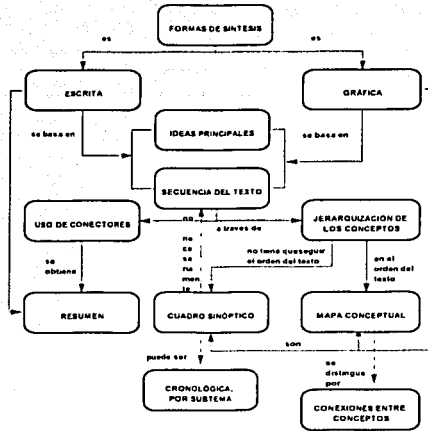 FORMAS DE SINTESIS
es
es
ESCRITA
GRÁFICA
se basa en
IDEAS PRINCIPALES
se basa en
SECUENCIA DEL TEXTO
USO DE CONECTORES
no
ne
ce
sa
ria
men
te
a traves de
JERARQUIZACION DE
LOS CONCEPTOS
se
obtiene
no tiene que seguir
el orden del texto
en el
orden del
texto
RESUMEN
CUADRO SINÓPTICO
MAPA CONCEPTUAL
son
puede ser
se
distingue
por
CRONOLÓGICA,
POR SUBTEMA
CONEXIONES ENTRE
CONCEPTOS